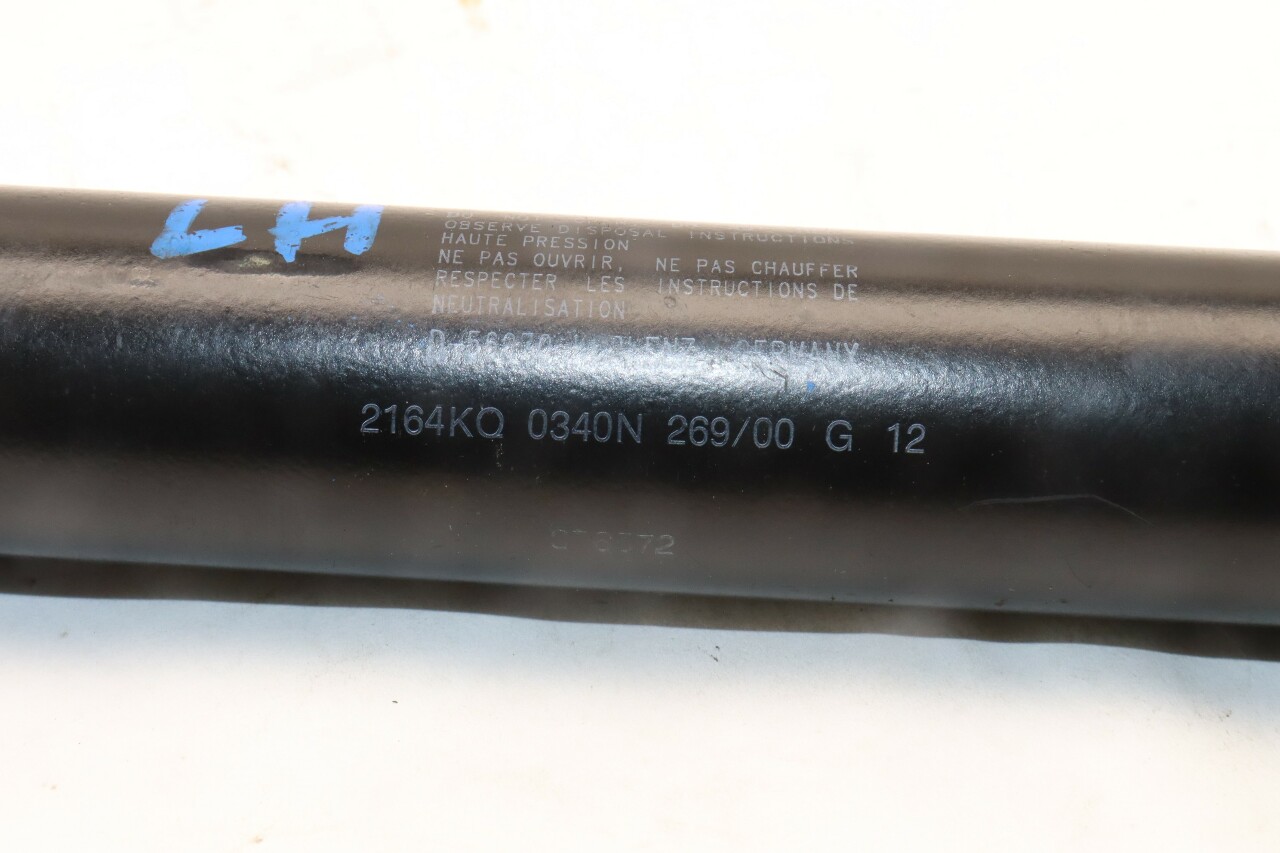 LH
OBSERVE DISPOSAL INSTRUCTIONS
HAUTE PRESSION
NE PAS OUVRIR, NE PAS CHAUFFER
RESPECTER LES INSTRUCTIONS DE
NEUTRALISATION
GERMANY
2164KQ 0340N 269/00 G 12